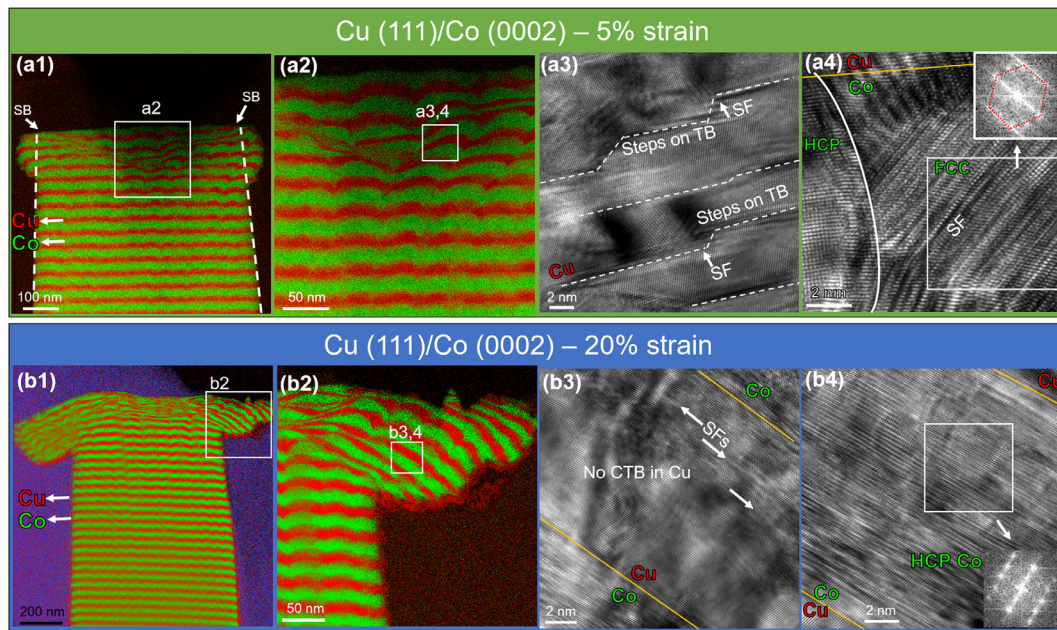 Cu (111)/Co (0002) – 5% strain
(a1)
SB
SB
a2
Cu
Co
100 nm
(a2)
a3,4
50 nm
(a3)
SF
Steps on TB
Steps on TB
SF
Cu
2 nm
(a4)
Cu
Co
HCP
FCC
SF
2 nm
Cu (111)/Co (0002) – 20% strain
(b1)
b2
Cu
Co
200 nm
(b2)
b3,4
50 nm
(b3)
Co
SFs
No CTB in Cu
Cu
Co
2 nm
(b4)
Cu
HCP Co
Co
Cu
2 nm